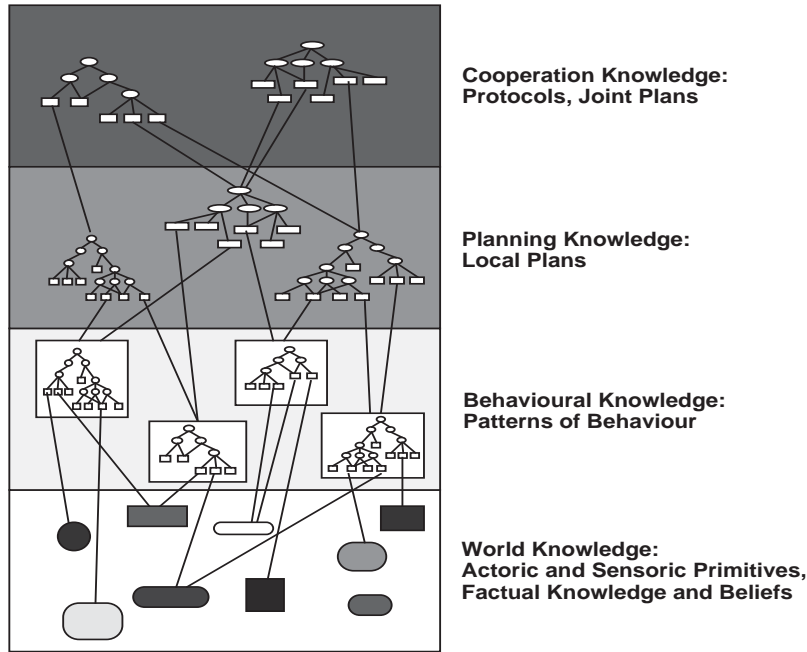 Cooperation Knowledge:
Protocols, Joint Plans
Planning Knowledge:
Local Plans
Behavioural Knowledge:
Patterns of Behaviour
World Knowledge:
Actoric and Sensoric Primitives,
Factual Knowledge and Beliefs